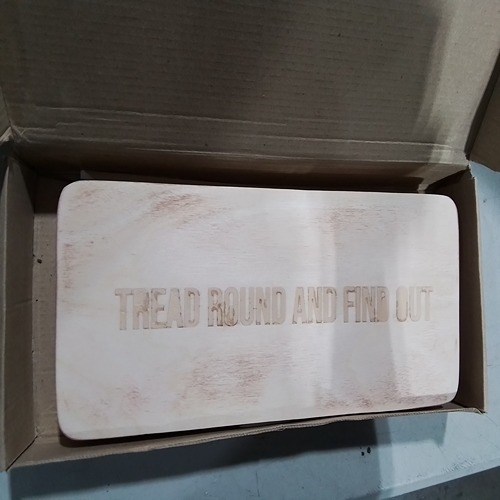 TREAD ROUND AND FIND OUT